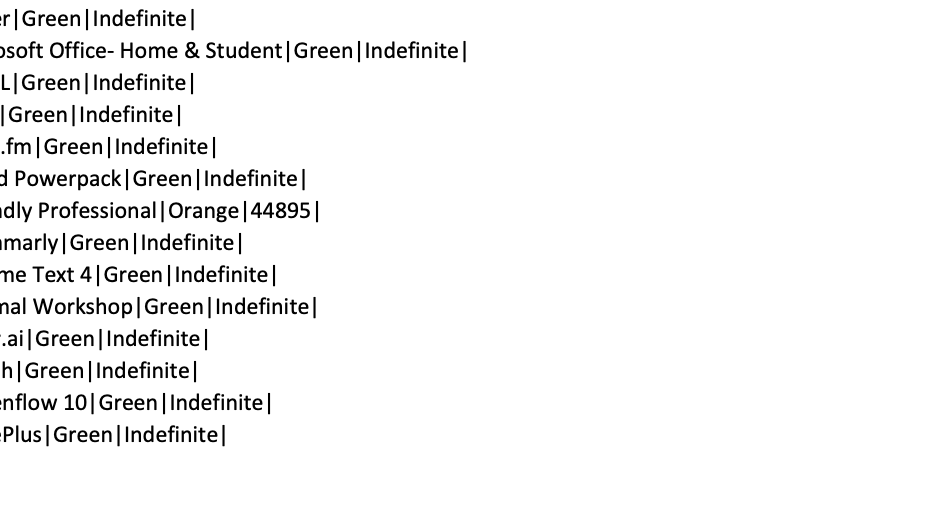 er|Green|Indefinite|
osoft Office- Home & Student|Green|Indefinite|
L|Green|Indefinite|
|Green|Indefinite|
.fm|Green|Indefinite|
d Powerpack|Green|Indefinite|
ndly Professional|Orange|44895|
mmarly|Green|Indefinite|
me Text 4|Green|Indefinite|
mal Workshop|Green|Indefinite|
.ai|Green|Indefinite|
h|Green|Indefinite|
enflow 10|Green|Indefinite|
ePlus|Green|Indefinite|